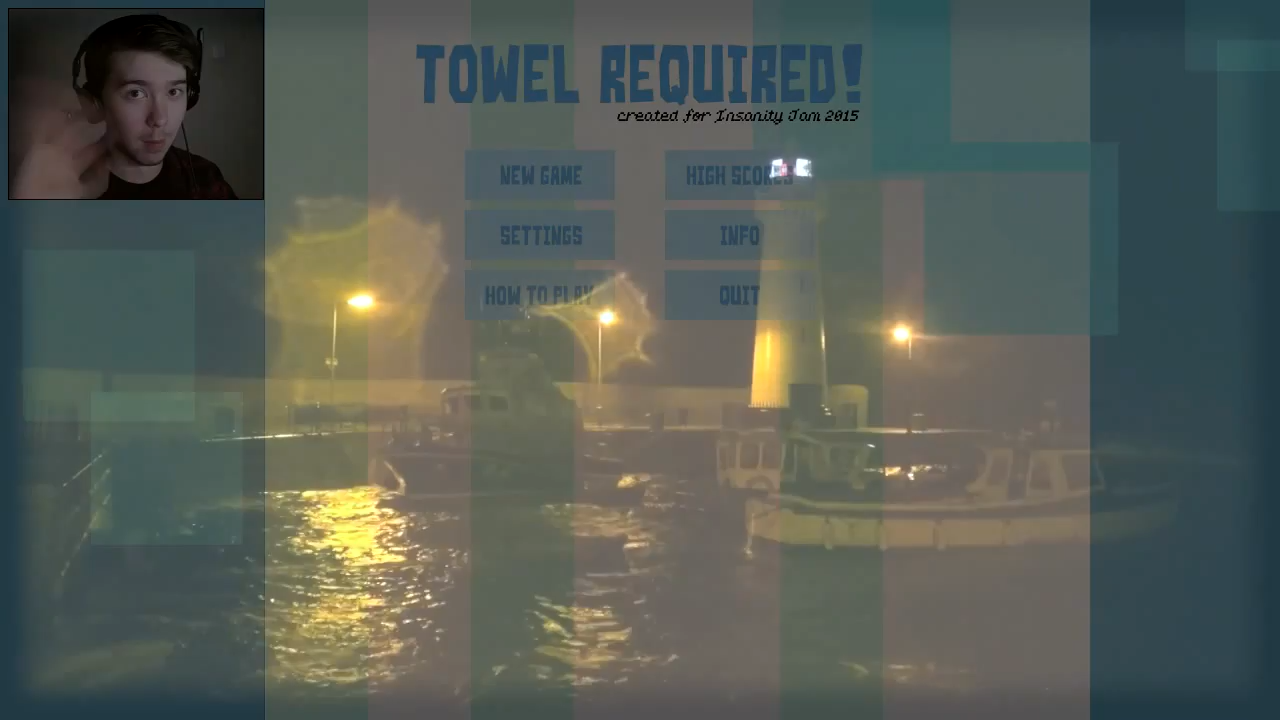 TOWEL REQUIRED!
created for Insanity Jam 2015
NEW GAME
HIGH SCORES
SETTINGS
INFO
HOW TO PLAY
QUIT